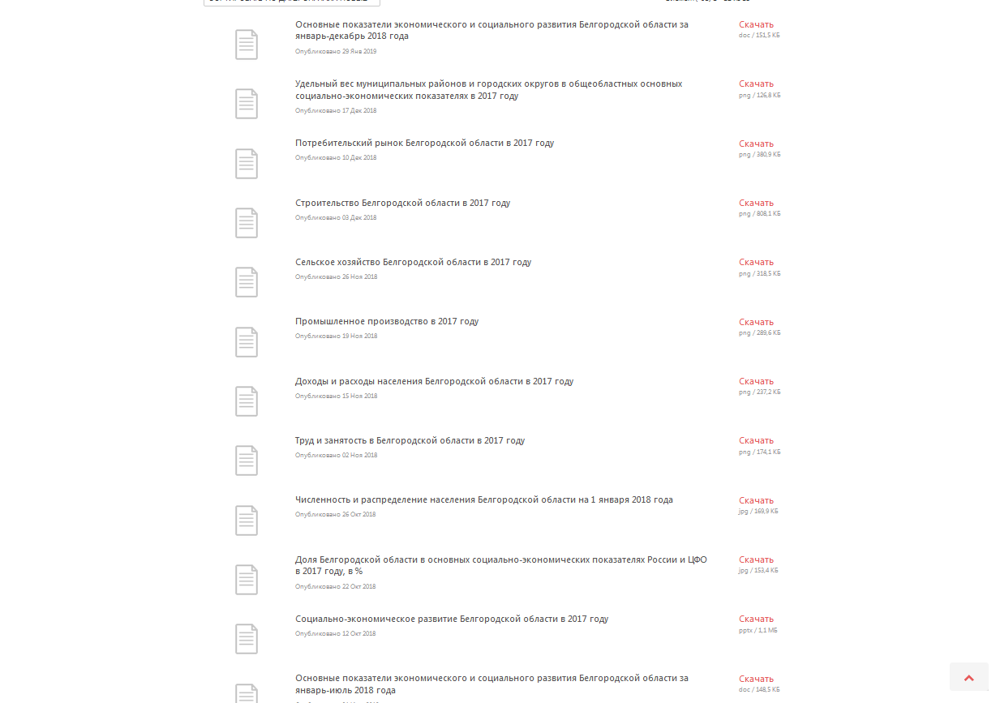 Основные показатели экономического и социального развития Белгородской области за
январь-декабрь 2018 года
Опубликовано 29 Янв 2019
Скачать
doc / 151,5 КБ
Удельный вес муниципальных районов и городских округов в общеобластных основных
социально-экономических показателях в 2017 году
Опубликовано 17 Дек 2018
Скачать
png / 126,8 КБ
Потребительский рынок Белгородской области в 2017 году
Опубликовано 10 Дек 2018
Скачать
png / 380,9 КБ
Строительство Белгородской области в 2017 году
Опубликовано 03 Дек 2018
Скачать
png / 808,1 КБ
Сельское хозяйство Белгородской области в 2017 году
Опубликовано 26 Ноя 2018
Скачать
png / 318,5 КБ
Промышленное производство в 2017 году
Опубликовано 19 Ноя 2018
Скачать
png / 289,6 КБ
Доходы и расходы населения Белгородской области в 2017 году
Опубликовано 15 Ноя 2018
Скачать
png / 237,2 КБ
Труд и занятость в Белгородской области в 2017 году
Опубликовано 02 Ноя 2018
Скачать
png / 174,1 КБ
Численность и распределение населения Белгородской области на 1 января 2018 года
Опубликовано 26 Окт 2018
Скачать
jpg / 169,9 КБ
Доля Белгородской области в основных социально-экономических показателях России и ЦФО
в 2017 году, в %
Опубликовано 22 Окт 2018
Скачать
jpg / 153,4 КБ
Социально-экономическое развитие Белгородской области в 2017 году
Опубликовано 12 Окт 2018
Скачать
pptx / 1,1 МБ
Основные показатели экономического и социального развития Белгородской области за
январь-июль 2018 года
Скачать
doc / 148,5 КБ